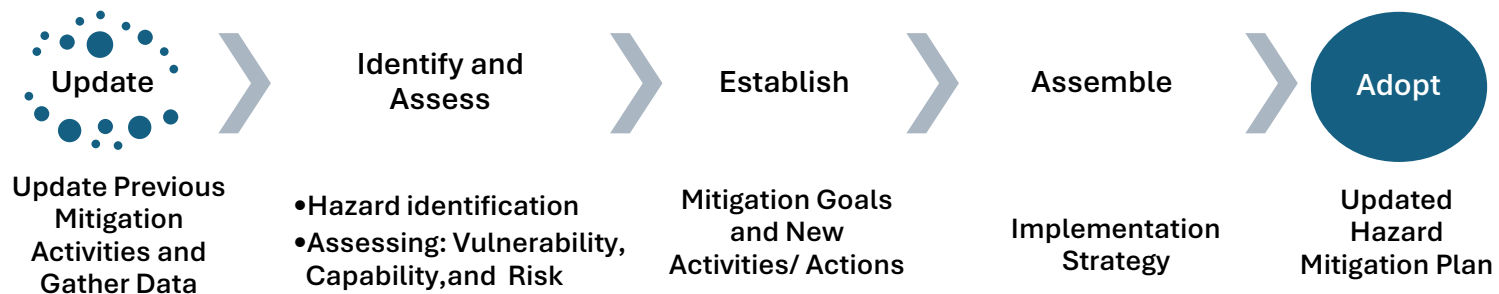 Update
Identify and
Assess
Establish
Assemble
Adopt
Update Previous
Mitigation
Activities and
Gather Data
•Hazard identification
•Assessing: Vulnerability,
Capability,and Risk
Mitigation Goals
and New
Activities/ Actions
Implementation
Strategy
Updated
Hazard
Mitigation Plan